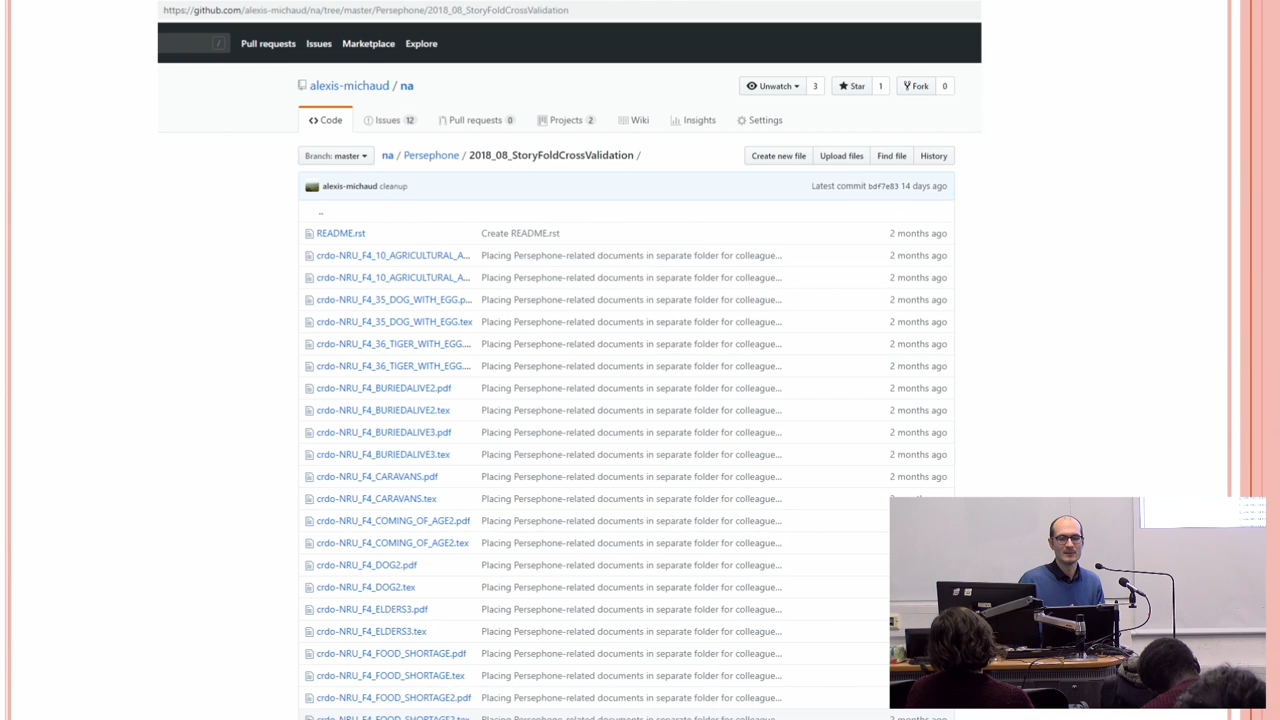 https://github.com/alexis-michaud/na/tree/master/Persephone/2018_08_StoryFoldCrossValidation
/ Pull requests Issues Marketplace Explore
alexis-michaud / na Unwatch 3 Star 1 Fork 0
Code Issues 12 Pull requests 0 Projects 2 Wiki Insights Settings
Branch: master na / Persephone / 2018_08_StoryFoldCrossValidation / Create new file Upload files Find file History
alexis-michaud cleanup Latest commit bdf7e83 14 days ago
..
README.rst Create README.rst 2 months ago
crdo-NRU_F4_10_AGRICULTURAL_A... Placing Persephone-related documents in separate folder for colleague... 2 months ago
crdo-NRU_F4_10_AGRICULTURAL_A... Placing Persephone-related documents in separate folder for colleague... 2 months ago
crdo-NRU_F4_35_DOG_WITH_EGG.p... Placing Persephone-related documents in separate folder for colleague... 2 months ago
crdo-NRU_F4_35_DOG_WITH_EGG.tex Placing Persephone-related documents in separate folder for colleague... 2 months ago
crdo-NRU_F4_36_TIGER_WITH_EGG.... Placing Persephone-related documents in separate folder for colleague... 2 months ago
crdo-NRU_F4_36_TIGER_WITH_EGG.... Placing Persephone-related documents in separate folder for colleague... 2 months ago
crdo-NRU_F4_BURIEDALIVE2.pdf Placing Persephone-related documents in separate folder for colleague... 2 months ago
crdo-NRU_F4_BURIEDALIVE2.tex Placing Persephone-related documents in separate folder for colleague... 2 months ago
crdo-NRU_F4_BURIEDALIVE3.pdf Placing Persephone-related documents in separate folder for colleague... 2 months ago
crdo-NRU_F4_BURIEDALIVE3.tex Placing Persephone-related documents in separate folder for colleague... 2 months ago
crdo-NRU_F4_CARAVANS.pdf Placing Persephone-related documents in separate folder for colleague... 2 months ago
crdo-NRU_F4_CARAVANS.tex Placing Persephone-related documents in separate folder for colleague...
crdo-NRU_F4_COMING_OF_AGE2.pdf Placing Persephone-related documents in separate folder for colleague...
crdo-NRU_F4_COMING_OF_AGE2.tex Placing Persephone-related documents in separate folder for colleague...
crdo-NRU_F4_DOG2.pdf Placing Persephone-related documents in separate folder for colleague...
crdo-NRU_F4_DOG2.tex Placing Persephone-related documents in separate folder for colleague...
crdo-NRU_F4_ELDERS3.pdf Placing Persephone-related documents in separate folder for colleague...
crdo-NRU_F4_ELDERS3.tex Placing Persephone-related documents in separate folder for colleague...
crdo-NRU_F4_FOOD_SHORTAGE.pdf Placing Persephone-related documents in separate folder for colleague...
crdo-NRU_F4_FOOD_SHORTAGE.tex Placing Persephone-related documents in separate folder for colleague...
crdo-NRU_F4_FOOD_SHORTAGE2.pdf Placing Persephone-related documents in separate folder for colleague...